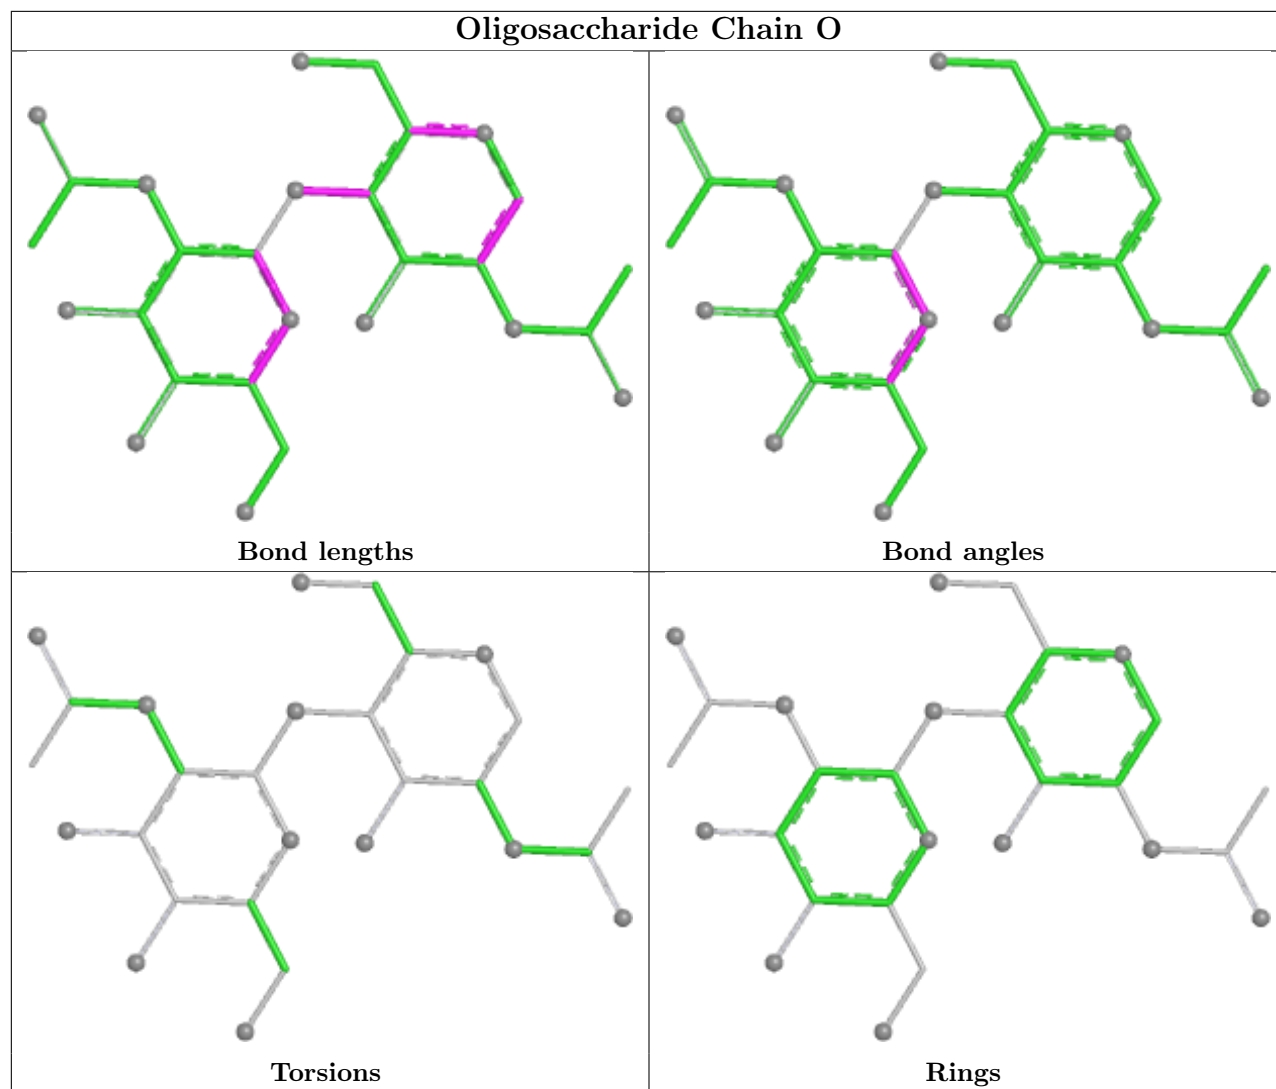 Oligosaccharide Chain O
Bond lengths
Bond angles
Torsions
Rings